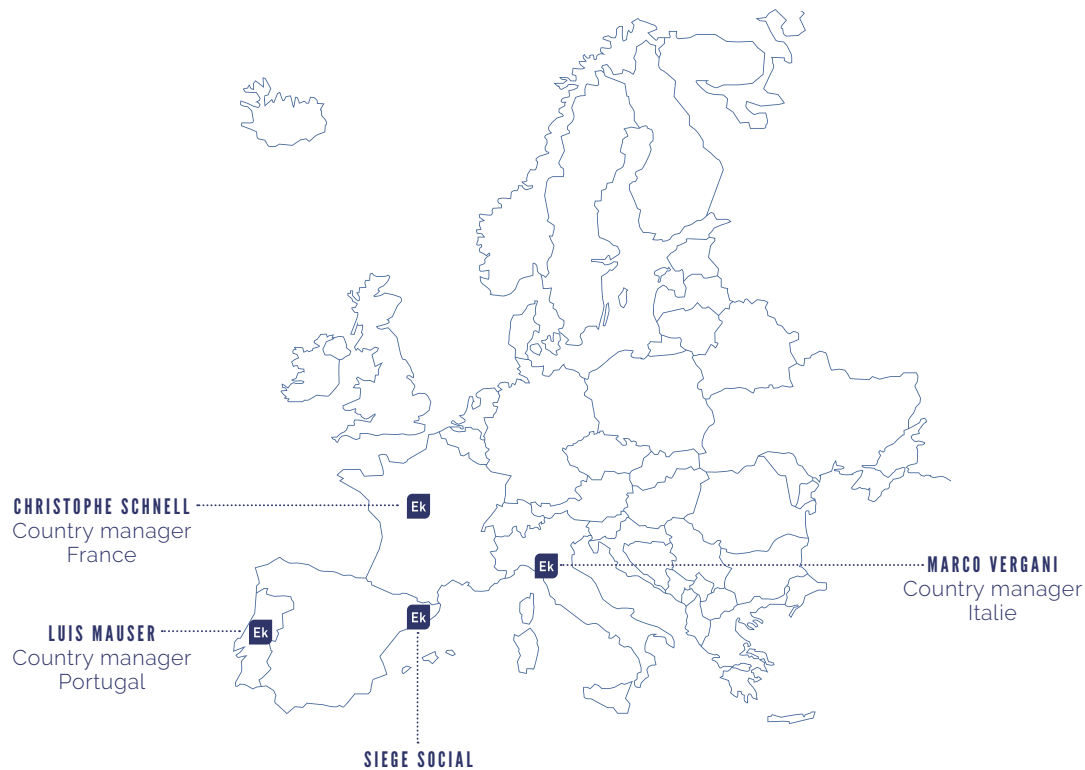 Ek
CHRISTOPHE SCHNELL
Country manager
France
Ek
MARCO VERGANI
Country manager
Italie
Ek
LUIS MAUSER
Country manager
Portugal
Ek
SIEGE SOCIAL